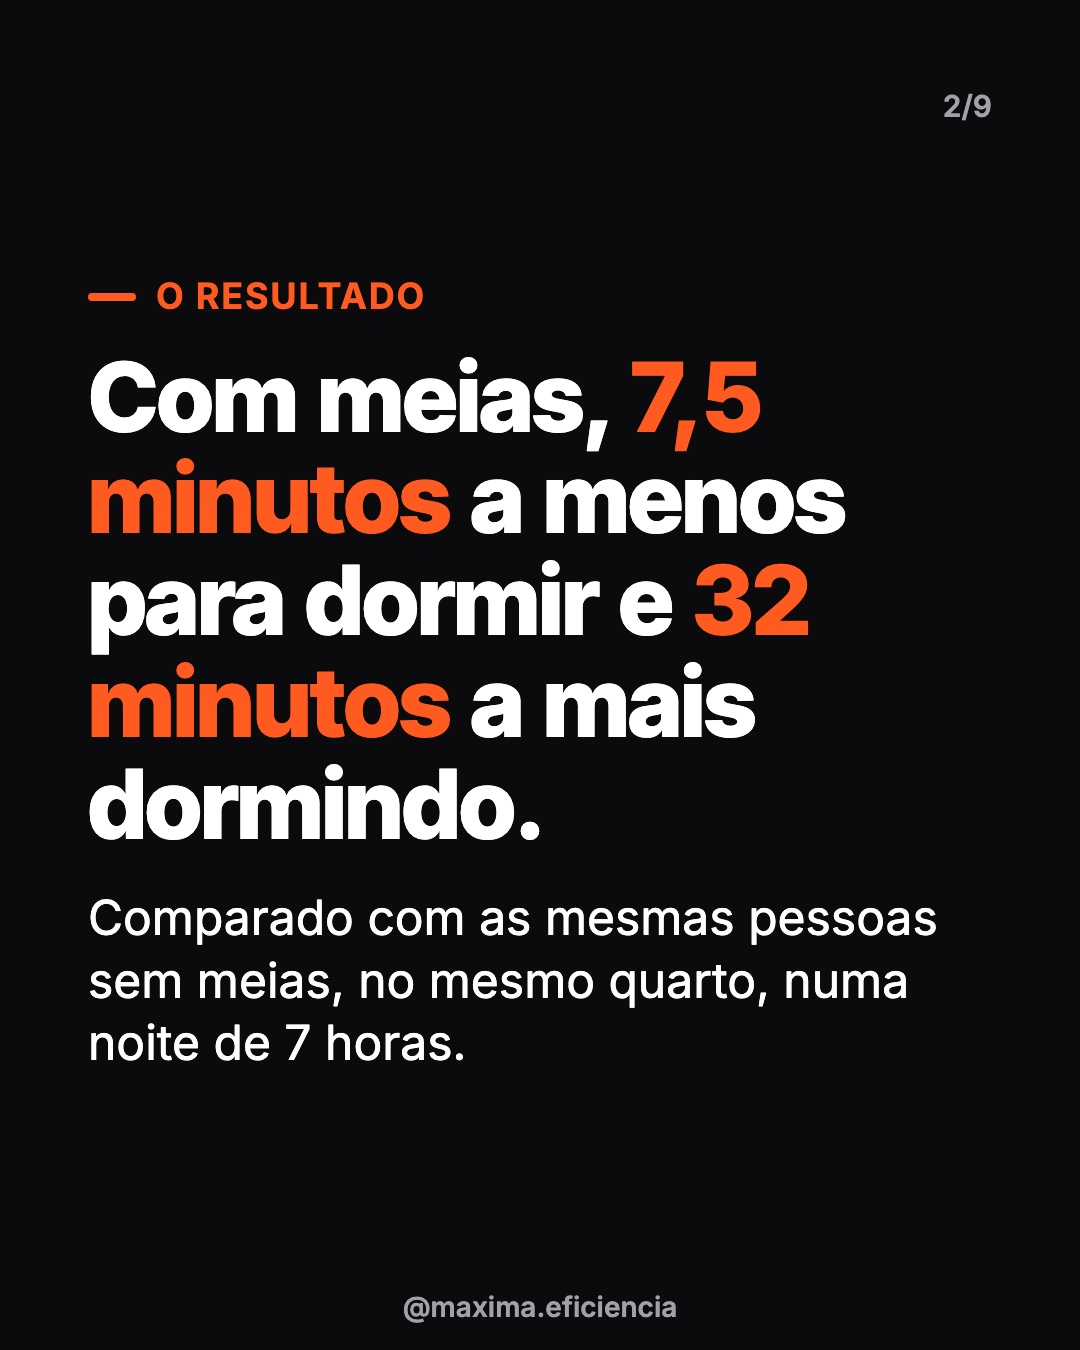 2/9
O RESULTADO
Com meias, 7,5
minutos a menos
para dormir e 32
minutos a mais
dormindo.
Comparado com as mesmas pessoas
sem meias, no mesmo quarto, numa
noite de 7 horas.
@maxima.eficiencia